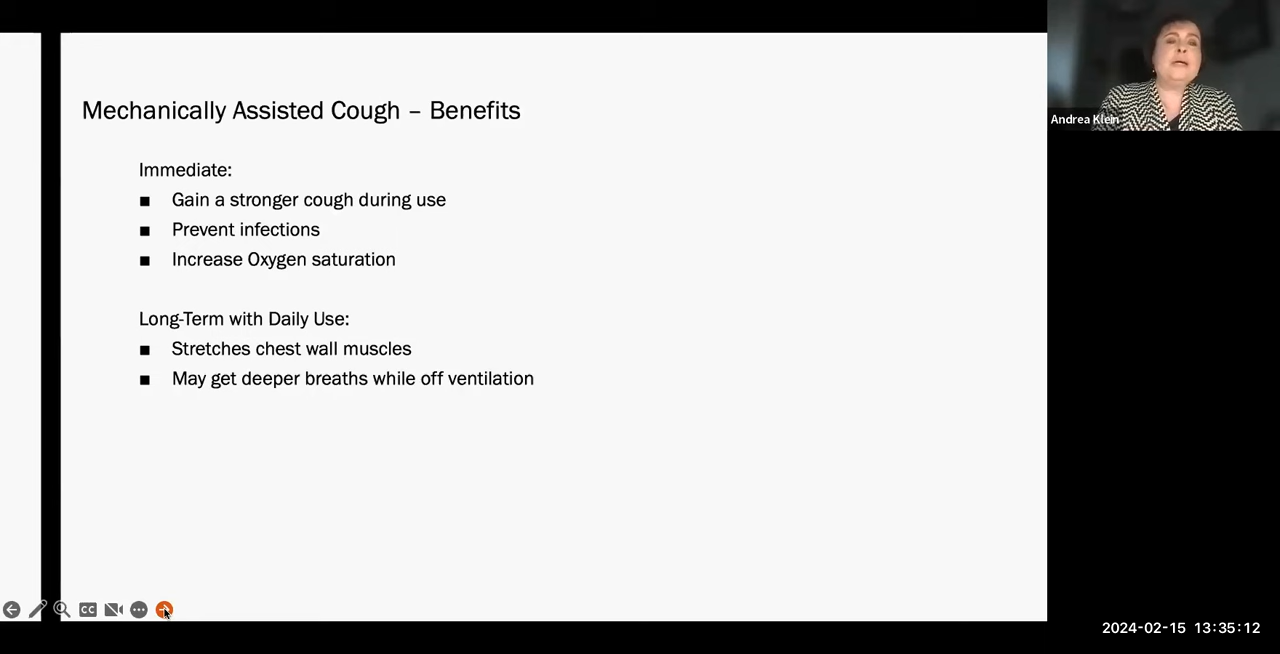 Mechanically Assisted Cough – Benefits
Immediate:
■ Gain a stronger cough during use
■ Prevent infections
■ Increase Oxygen saturation
Long-Term with Daily Use:
■ Stretches chest wall muscles
■ May get deeper breaths while off ventilation
Andrea Klein
CC
2024-02-15 13:35:12